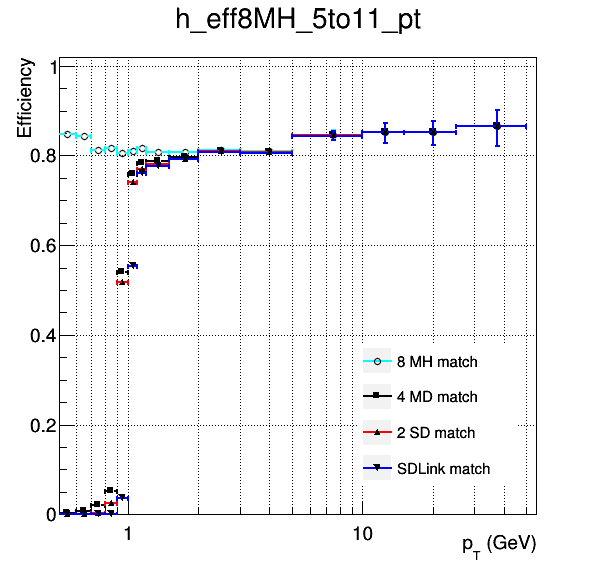 h_eff8MH_5to11_pt
Efficiency
1
0.8
0.6
0.4
0.2
0
8 MH match
4 MD match
2 SD match
SDLink match
1
10
p_T (GeV)